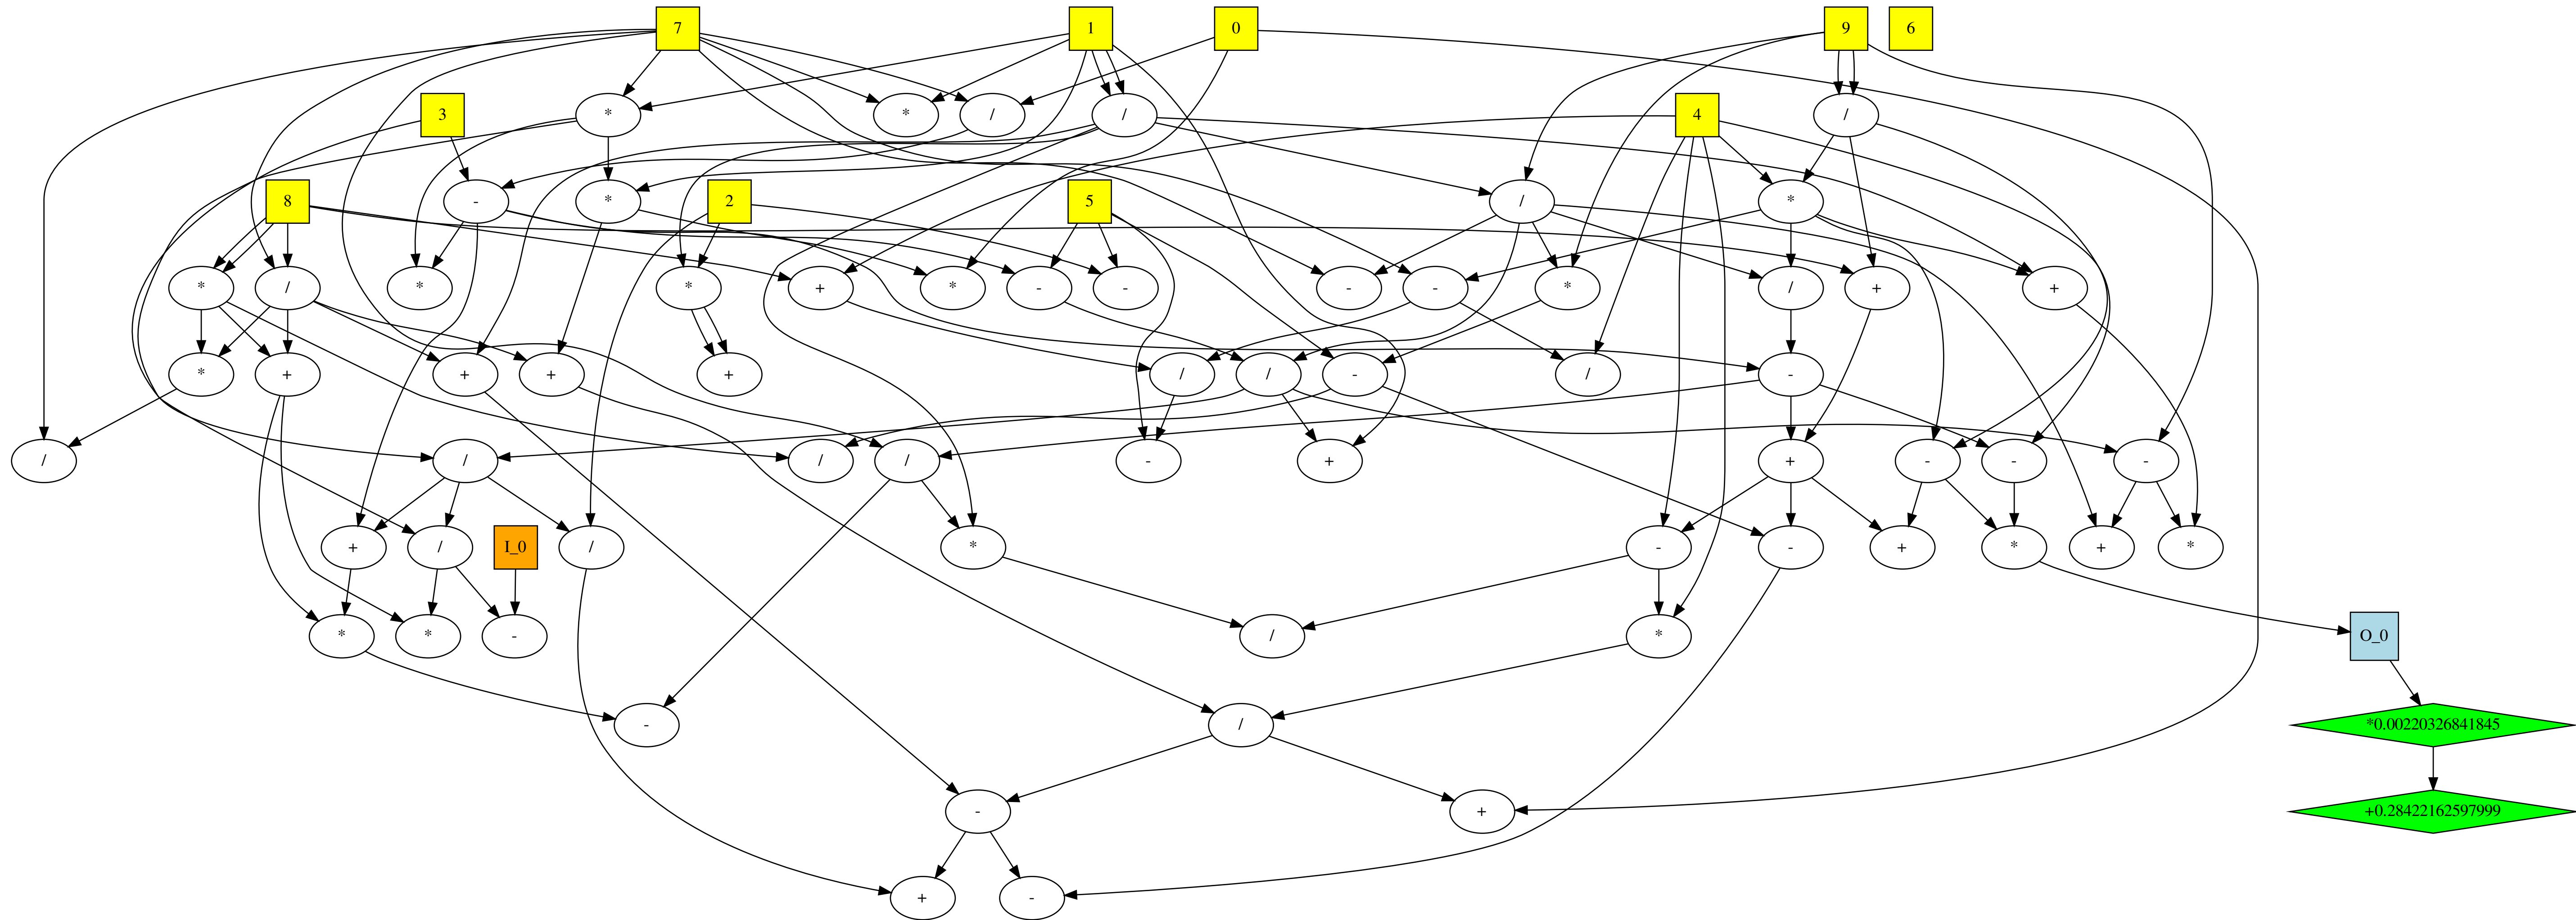 7 1 0 9 6
3 * * / / 4 /
8 - * 2 5 / *
* / * * + * - - - - * / + +
* + + + + / / - / -
/ / / / - + + - - -
+ / I_0 / * - - + * + *
* * - / * O_0
- / *0.00220326841845
- + +0.28422162597999
+ -